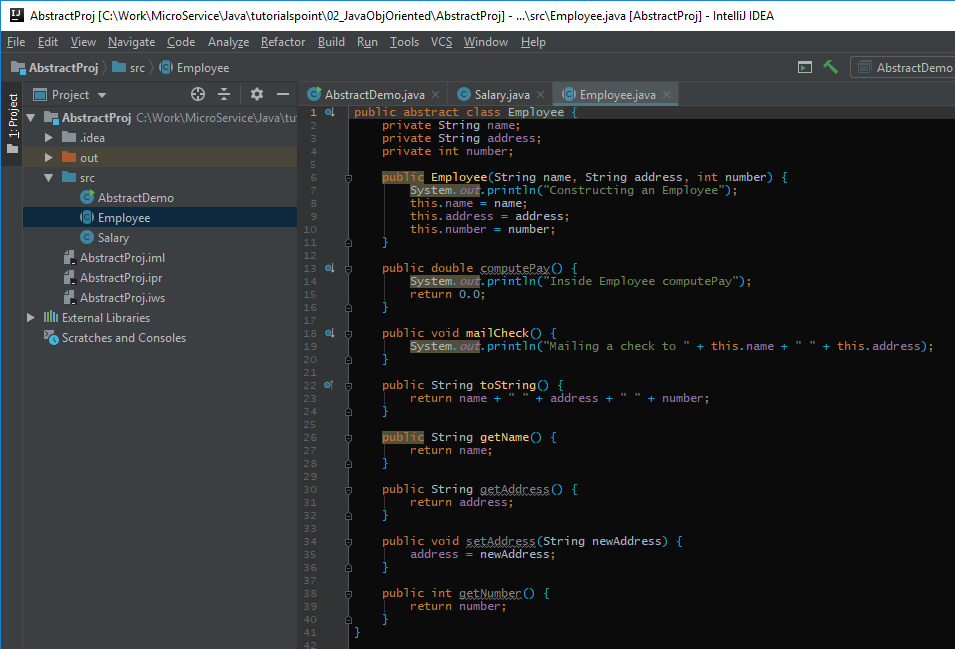 AbstractProj [C:\Work\MicroService\Java\tutorialspoint\02_JavaObjOriented\AbstractProj] - ...\src\Employee.java [AbstractProj] - IntelliJ IDEA
File Edit View Navigate Code Analyze Refactor Build Run Tools VCS Window Help
AbstractProj src Employee AbstractDemo
1: Project
Project
AbstractProj C:\Work\MicroService\Java\tu
.idea
out
src
AbstractDemo
Employee
Salary
AbstractProj.iml
AbstractProj.ipr
AbstractProj.iws
External Libraries
Scratches and Consoles
AbstractDemo.java Salary.java Employee.java
1 public abstract class Employee {
2 private String name;
3 private String address;
4 private int number;
5
6 public Employee(String name, String address, int number) {
7 System.out.println("Constructing an Employee");
8 this.name = name;
9 this.address = address;
10 this.number = number;
11 }
12
13 public double computePay() {
14 System.out.println("Inside Employee computePay");
15 return 0.0;
16 }
17
18 public void mailCheck() {
19 System.out.println("Mailing a check to " + this.name + " " + this.address);
20 }
21
22 public String toString() {
23 return name + " " + address + " " + number;
24 }
25
26 public String getName() {
27 return name;
28 }
29
30 public String getAddress() {
31 return address;
32 }
33
34 public void setAddress(String newAddress) {
35 address = newAddress;
36 }
37
38 public int getNumber() {
39 return number;
40 }
41 }
42